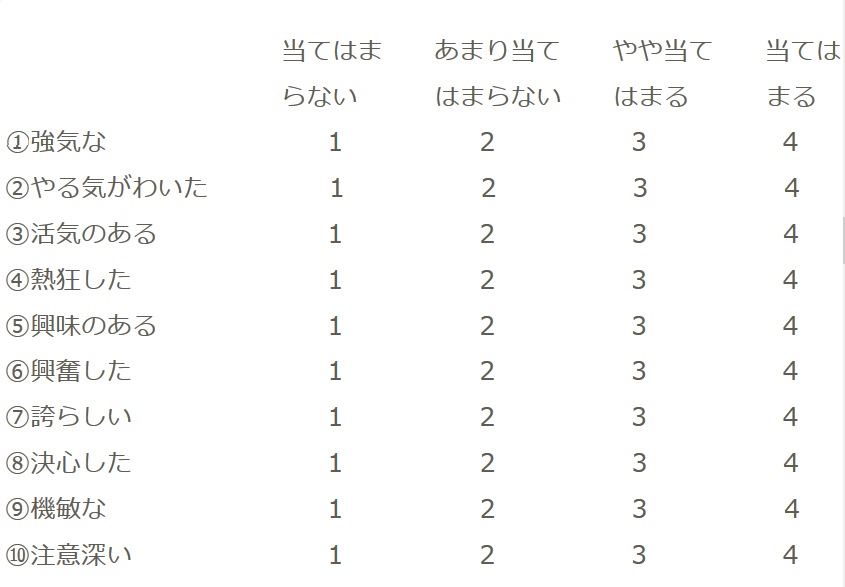 当てはま あまり当て やや当て 当ては
らない はまらない はまる まる
①強気な 1 2 3 4
②やる気がわいた 1 2 3 4
③活気のある 1 2 3 4
④熱狂した 1 2 3 4
⑤興味のある 1 2 3 4
⑥興奮した 1 2 3 4
⑦誇らしい 1 2 3 4
⑧決心した 1 2 3 4
⑨機敏な 1 2 3 4
⑩注意深い 1 2 3 4